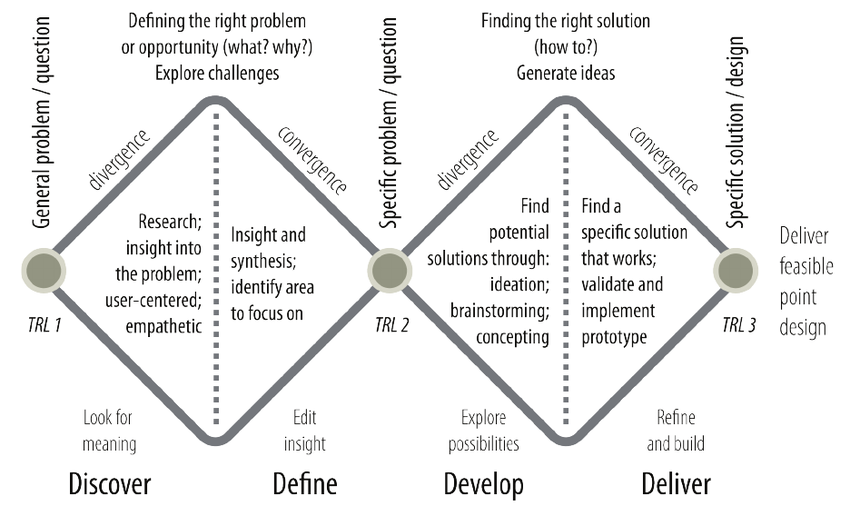 Defining the right problem
or opportunity (what? why?)
Explore challenges
Finding the right solution
(how to?)
Generate ideas
General problem / question
divergence
convergence
Specific problem / question
divergence
convergence
Specific solution / design
Research;
insight into
the problem;
user-centered;
empathetic
Insight and
synthesis;
identify area
to focus on
Find
potential
solutions through:
ideation;
brainstorming;
concepting
Find a
specific solution
that works;
validate and
implement
prototype
Deliver
feasible
point
design
TRL 1
TRL 2
TRL 3
Look for
meaning
Edit
insight
Explore
possibilities
Refine
and build
Discover
Define
Develop
Deliver